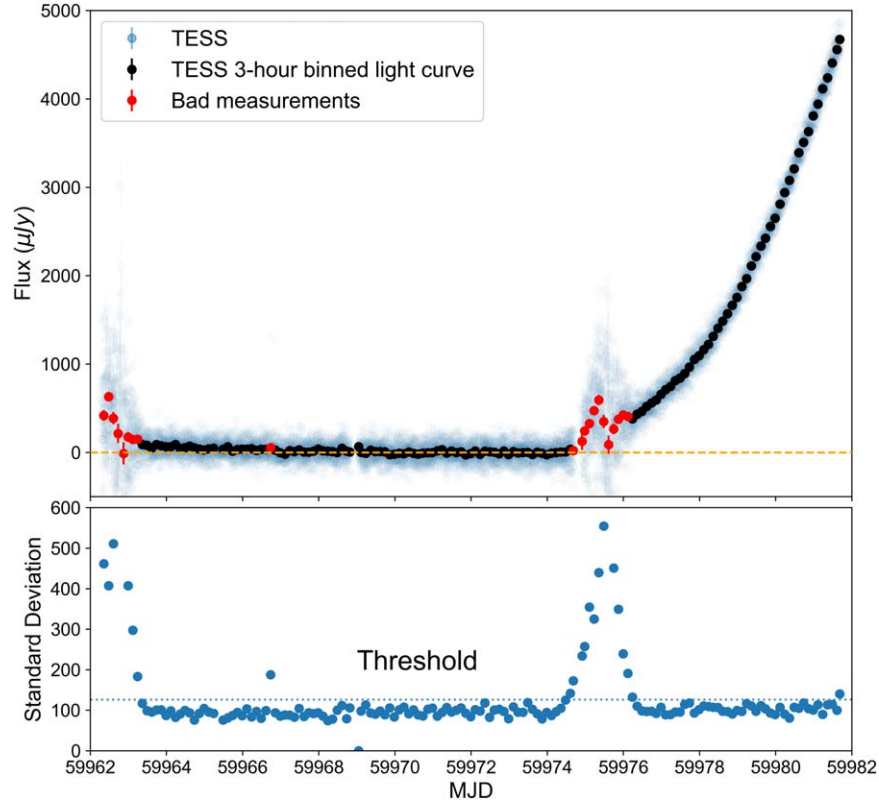 5000
4000
3000
2000
1000
0
Flux (μJy)
TESS
TESS 3-hour binned light curve
Bad measurements
600
500
400
300
200
100
0
Standard Deviation
Threshold
59962 59964 59966 59968 59970 59972 59974 59976 59978 59980 59982
MJD